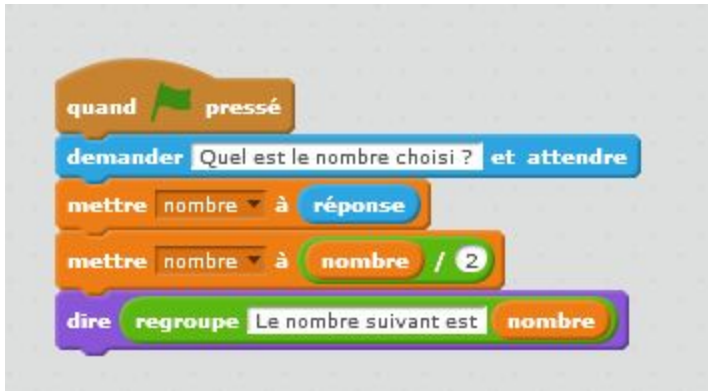 quand pressé
demander Quel est le nombre choisi ? et attendre
mettre nombre à réponse
mettre nombre à nombre / 2
dire regroupe Le nombre suivant est nombre